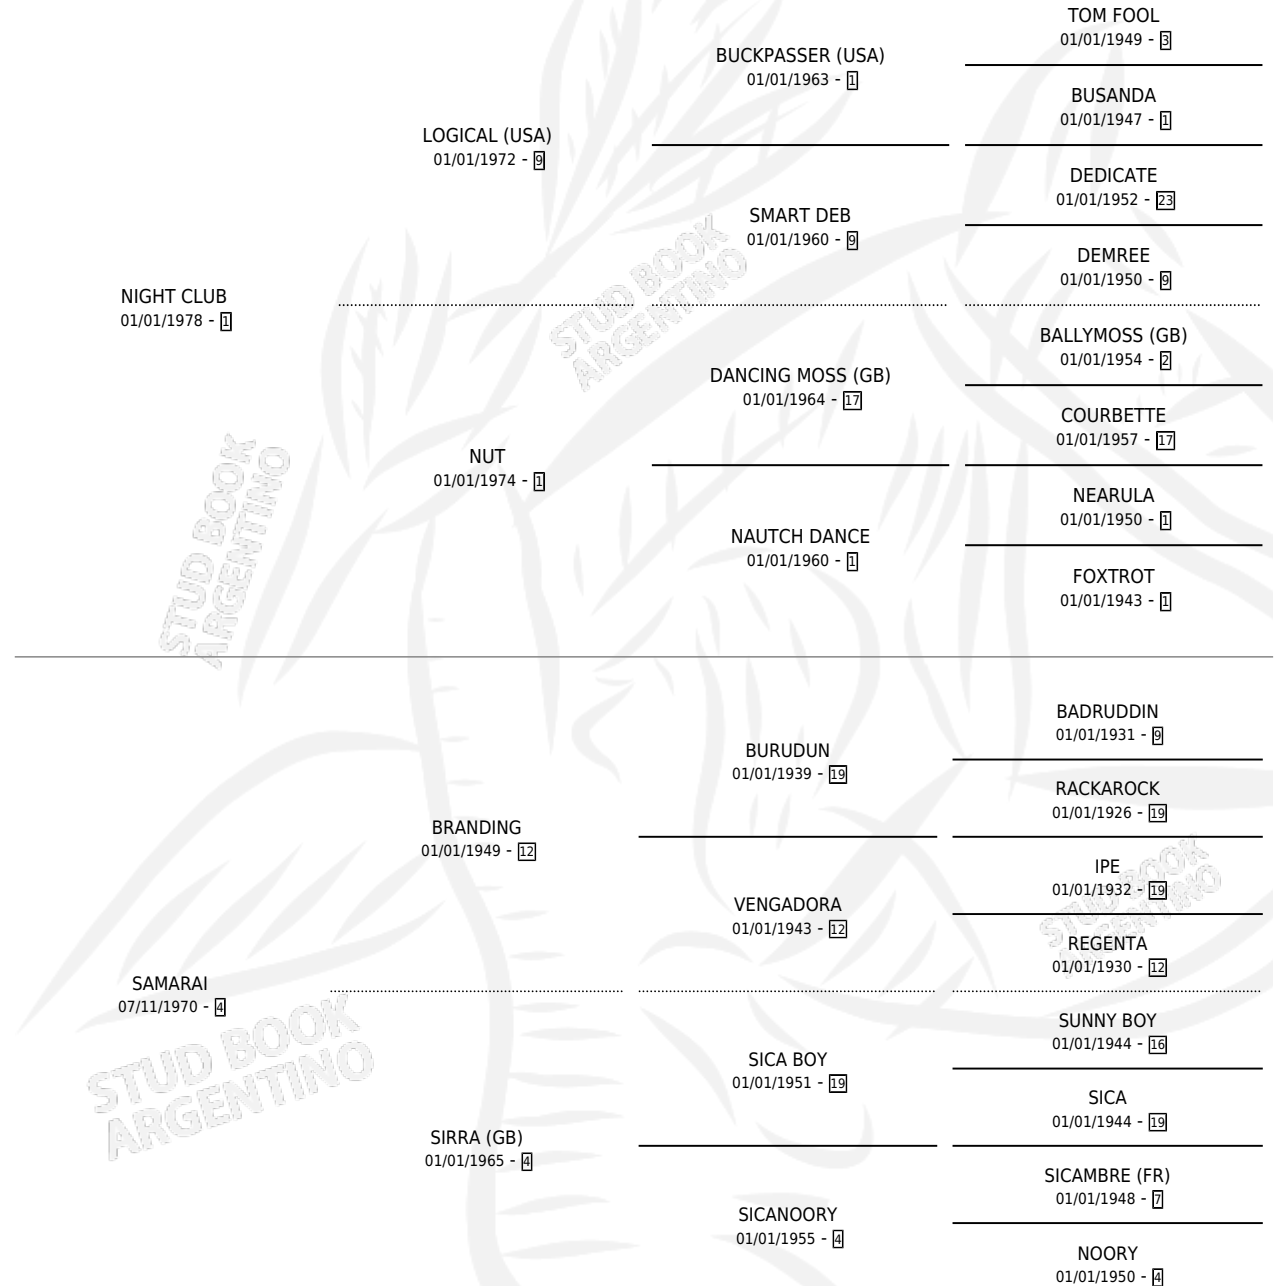 TOM FOOL
01/01/1949 - 3
BUCKPASSER (USA)
01/01/1963 - 1
BUSANDA
01/01/1947 - 1
LOGICAL (USA)
01/01/1972 - 9
DEDICATE
01/01/1952 - 23
SMART DEB
01/01/1960 - 9
DEMREE
01/01/1950 - 9
NIGHT CLUB
01/01/1978 - 1
BALLYMOSS (GB)
01/01/1954 - 2
DANCING MOSS (GB)
01/01/1964 - 17
COURBETTE
01/01/1957 - 17
NUT
01/01/1974 - 1
NEARULA
01/01/1950 - 1
NAUTCH DANCE
01/01/1960 - 1
FOXTROT
01/01/1943 - 1
BADRUDDIN
01/01/1931 - 9
BURUDUN
01/01/1939 - 19
RACKAROCK
01/01/1926 - 19
BRANDING
01/01/1949 - 12
IPE
01/01/1932 - 19
VENGADORA
01/01/1943 - 12
REGENTA
01/01/1930 - 12
SAMARAI
07/11/1970 - 4
SUNNY BOY
01/01/1944 - 16
SICA BOY
01/01/1951 - 19
SICA
01/01/1944 - 19
SIRRA (GB)
01/01/1965 - 4
SICAMBRE (FR)
01/01/1948 - 7
SICANOORY
01/01/1955 - 4
NOORY
01/01/1950 - 4
STUD BOOK
ARGENTINO
STUD BOOK
ARGENTINO
STUD BOOK
ARGENTINO
STUD BOOK
ARGENTINO